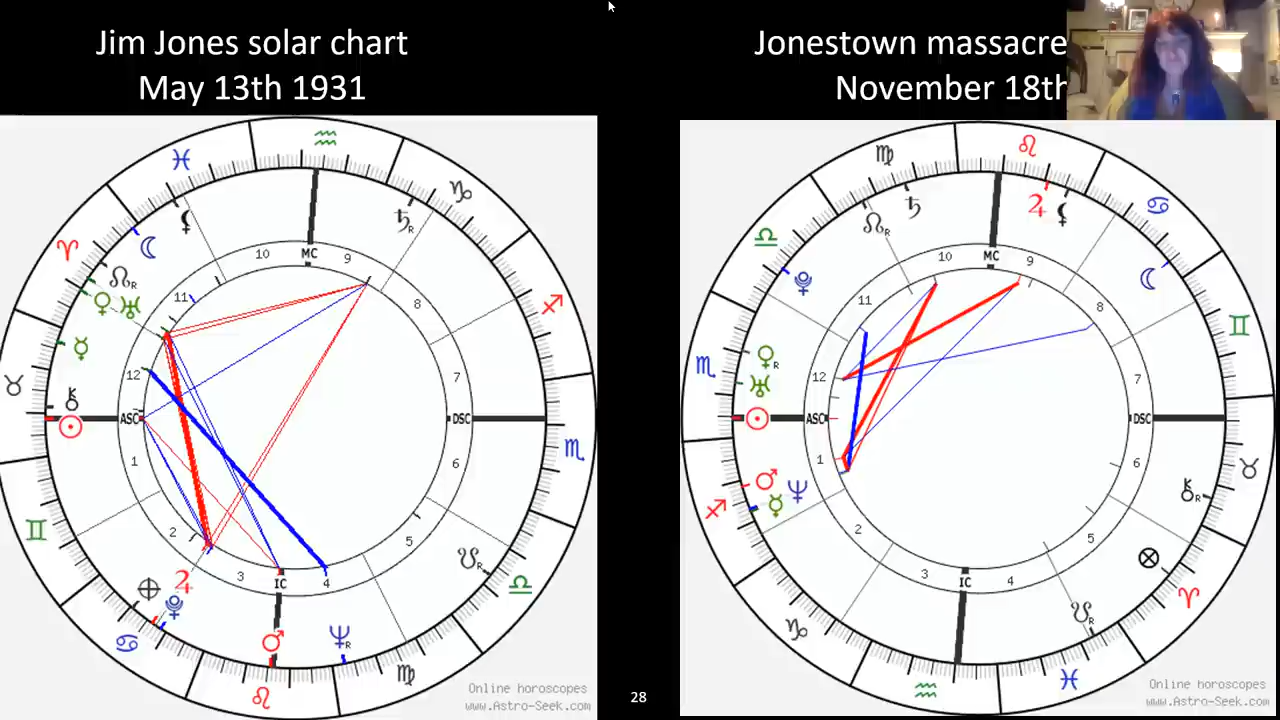 Jim Jones solar chart
May 13th 1931
Jonestown massacre
November 18th
10
MC
9
11
8
12
7
ASC
DSC
1
6
2
5
3
IC
4
R
R
R
R
Online horoscopes
www.Astro-Seek.com
28
10
MC
9
11
8
12
7
ASC
DSC
1
6
2
5
3
IC
4
R
R
R
R
Online horoscopes
www.Astro-Seek.com